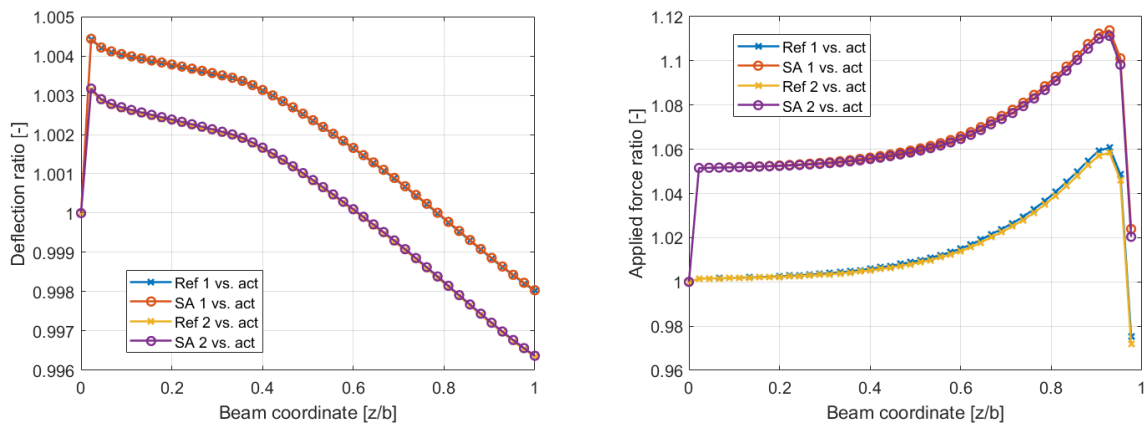 1.005
1.004
1.003
1.002
1.001
1
0.999
0.998
0.997
0.996
Deflection ratio [-]
Ref 1 vs. act
SA 1 vs. act
Ref 2 vs. act
SA 2 vs. act
0 0.2 0.4 0.6 0.8 1
Beam coordinate [z/b]
1.12
1.1
1.08
1.06
1.04
1.02
1
0.98
0.96
Applied force ratio [-]
Ref 1 vs. act
SA 1 vs. act
Ref 2 vs. act
SA 2 vs. act
0 0.2 0.4 0.6 0.8 1
Beam coordinate [z/b]